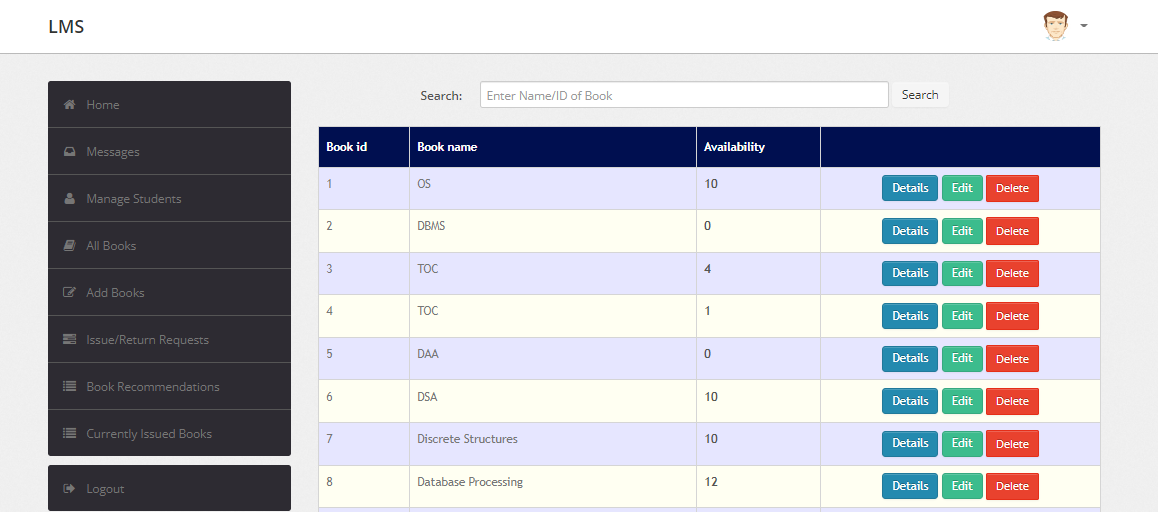 LMS
Home
Messages
Manage Students
All Books
Add Books
Issue/Return Requests
Book Recommendations
Currently Issued Books
Logout
Search: Enter Name/ID of Book Search
Book id Book name Availability
1 OS 10 Details Edit Delete
2 DBMS 0 Details Edit Delete
3 TOC 4 Details Edit Delete
4 TOC 1 Details Edit Delete
5 DAA 0 Details Edit Delete
6 DSA 10 Details Edit Delete
7 Discrete Structures 10 Details Edit Delete
8 Database Processing 12 Details Edit Delete